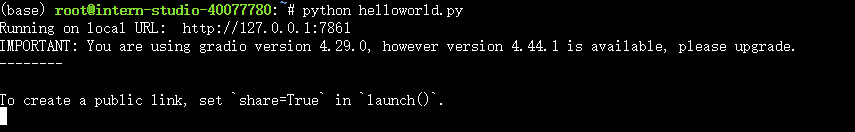 (base) root@intern-studio-40077780:~# python helloworld.py
Running on local URL:  http://127.0.0.1:7861
IMPORTANT: You are using gradio version 4.29.0, however version 4.44.1 is available, please upgrade.
--------
To create a public link, set `share=True` in `launch()`.